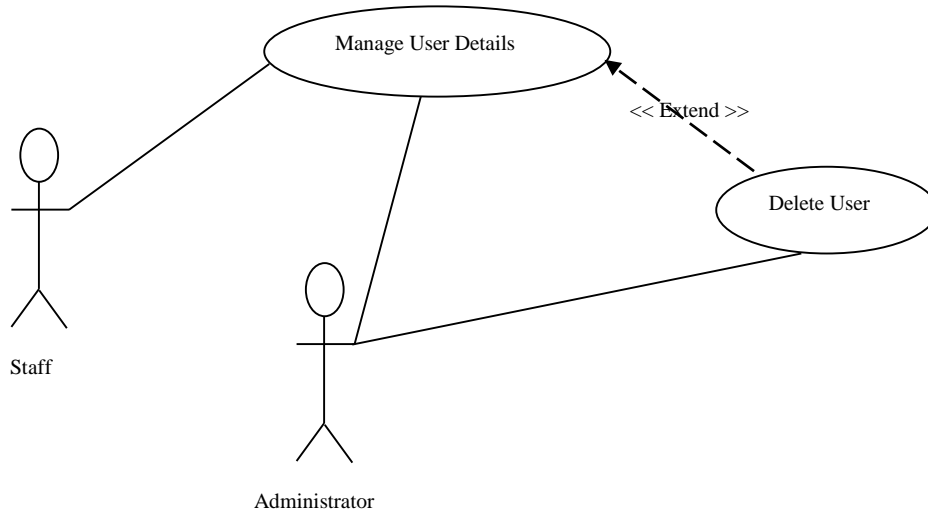 Manage User Details
<< Extend >>
Delete User
Staff
Administrator